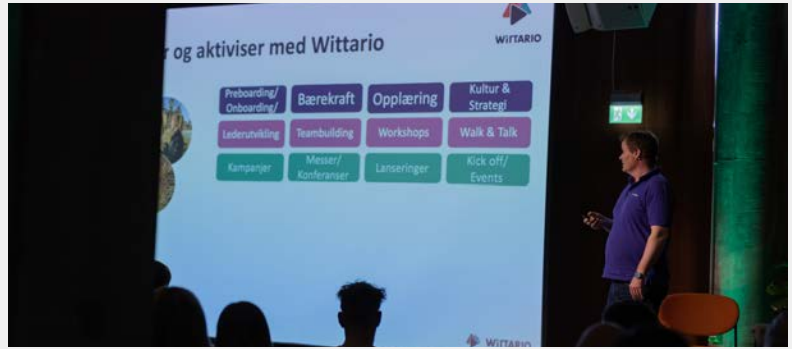 r og aktiviser med Wittario
WITTARIO
Preboarding/
Onboarding/
Bærekraft
Opplæring
Kultur &
Strategi
Lederutvikling
Teambuilding
Workshops
Walk & Talk
Kampanjer
Messer/
Konferanser
Lanseringer
Kick off/
Events
WITTARIO